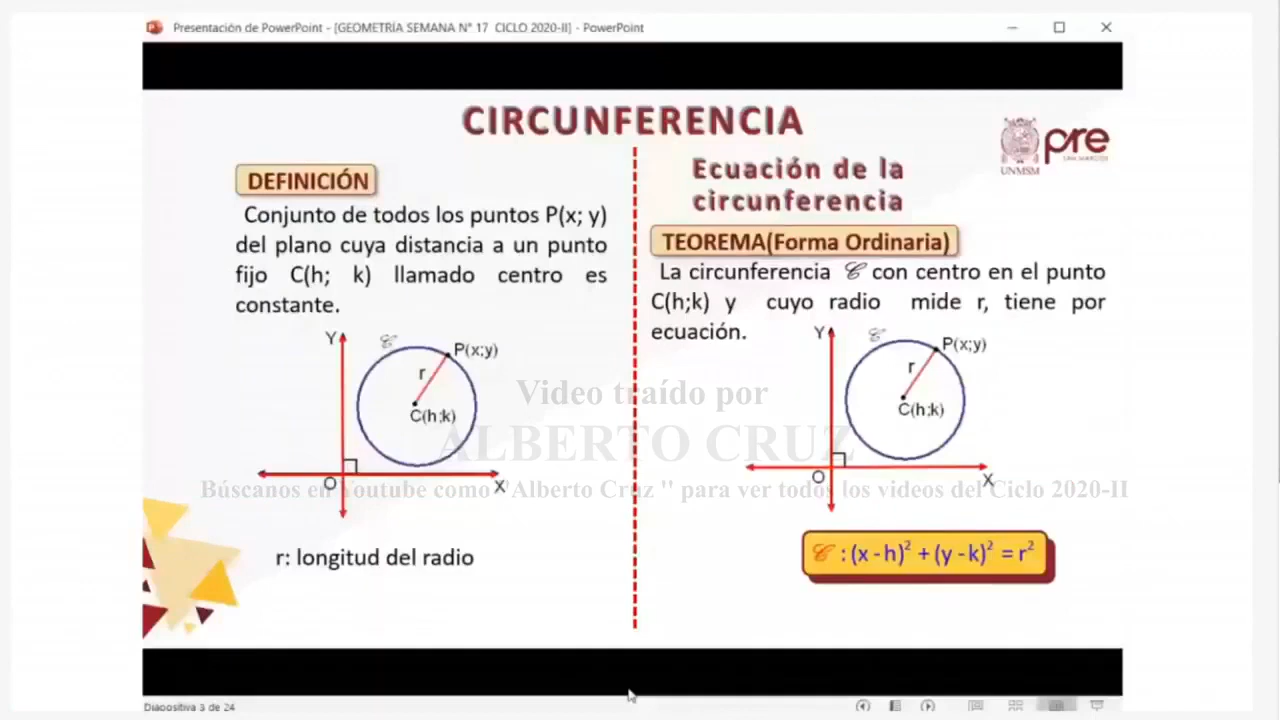 Presentación de PowerPoint - [GEOMETRÍA SEMANA N° 17 CICLO 2020-II] - PowerPoint
CIRCUNFERENCIA
UNMSM
pre
SAN MARCOS
DEFINICIÓN
Conjunto de todos los puntos P(x; y)
del plano cuya distancia a un punto
fijo C(h; k) llamado centro es
constante.
Y
𝒞
P(x;y)
r
C(h;k)
O
X
r: longitud del radio
Ecuación de la
circunferencia
TEOREMA(Forma Ordinaria)
La circunferencia 𝒞 con centro en el punto
C(h;k) y cuyo radio mide r, tiene por
ecuación.
Y
𝒞
P(x;y)
r
C(h;k)
O
X
𝒞 : (x - h)² + (y - k)² = r²
Video traído por
ALBERTO CRUZ
Búscanos en Youtube como "Alberto Cruz " para ver todos los videos del Ciclo 2020-II
Diapositiva 3 de 24